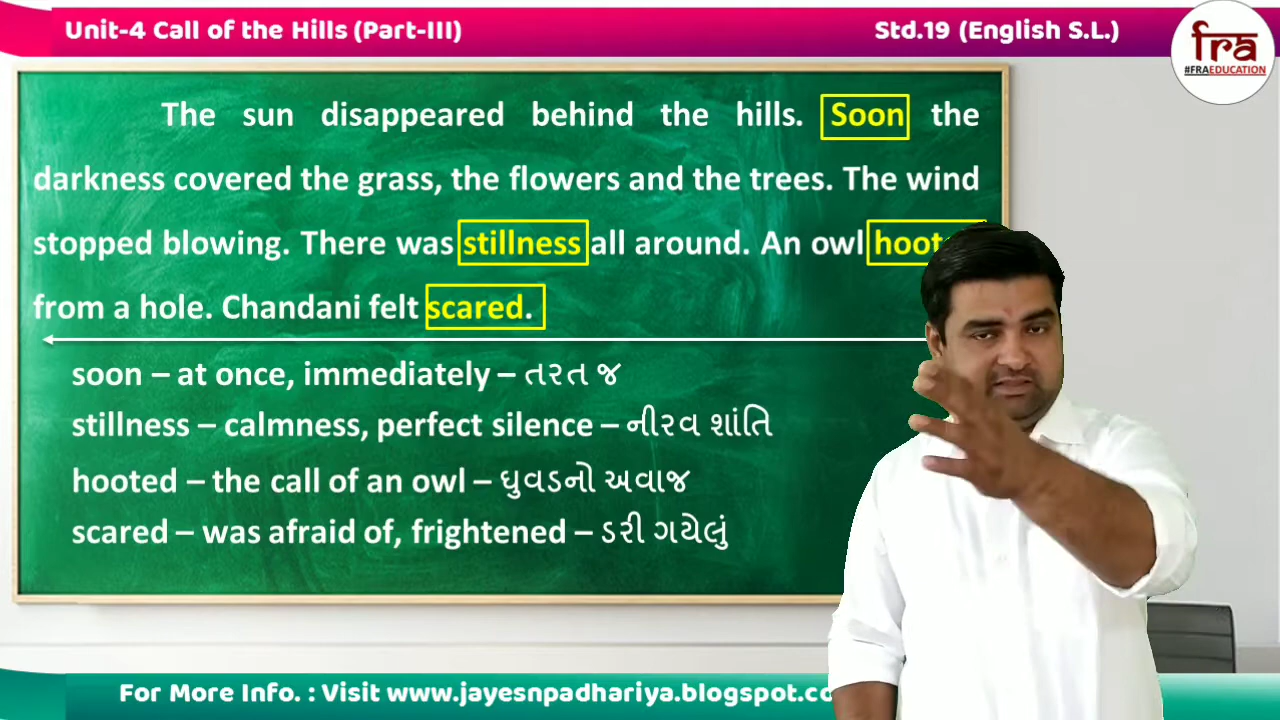 Unit-4 Call of the Hills (Part-III)
Std.19 (English S.L.)
fra
#FRAEDUCATION
The sun disappeared behind the hills. Soon the
darkness covered the grass, the flowers and the trees. The wind
stopped blowing. There was stillness all around. An owl
from a hole. Chandani felt scared.
soon – at once, immediately – તરત જ
stillness – calmness, perfect silence – નીરવ શાંતિ
hooted – the call of an owl – ઘુવડનો અવાજ
scared – was afraid of, frightened – ડરી ગયેલું
For More Info. : Visit www.jayesnpadhariya.blogspot.co